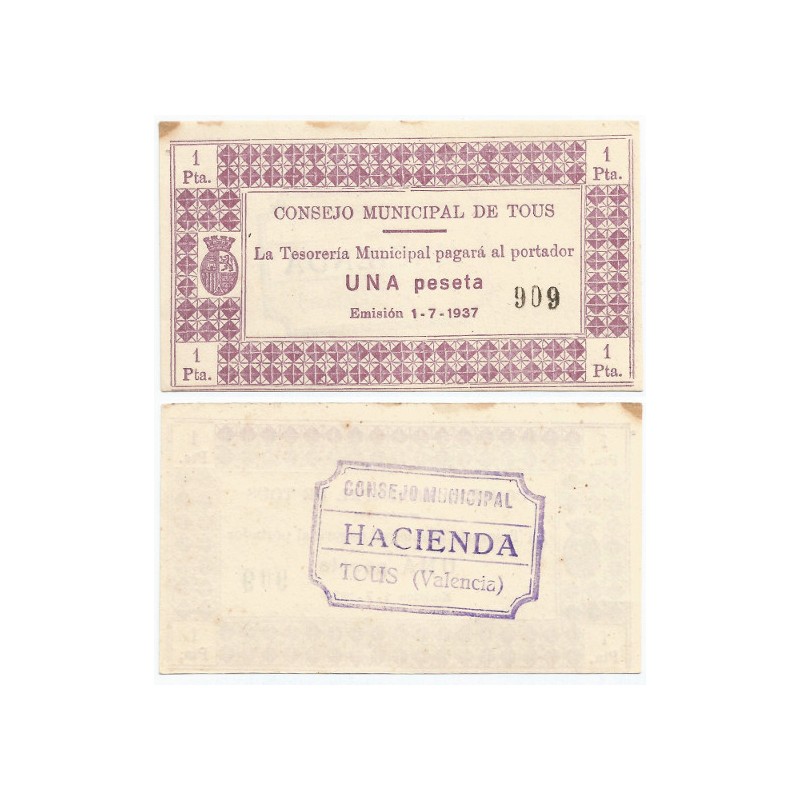 1 Pta.
1 Pta.
CONSEJO MUNICIPAL DE TOUS
La Tesorería Municipal pagará al portador
UNA peseta
909
Emisión 1-7-1937
1 Pta.
1 Pta.
CONSEJO MUNICIPAL
HACIENDA
TOUS (Valencia)